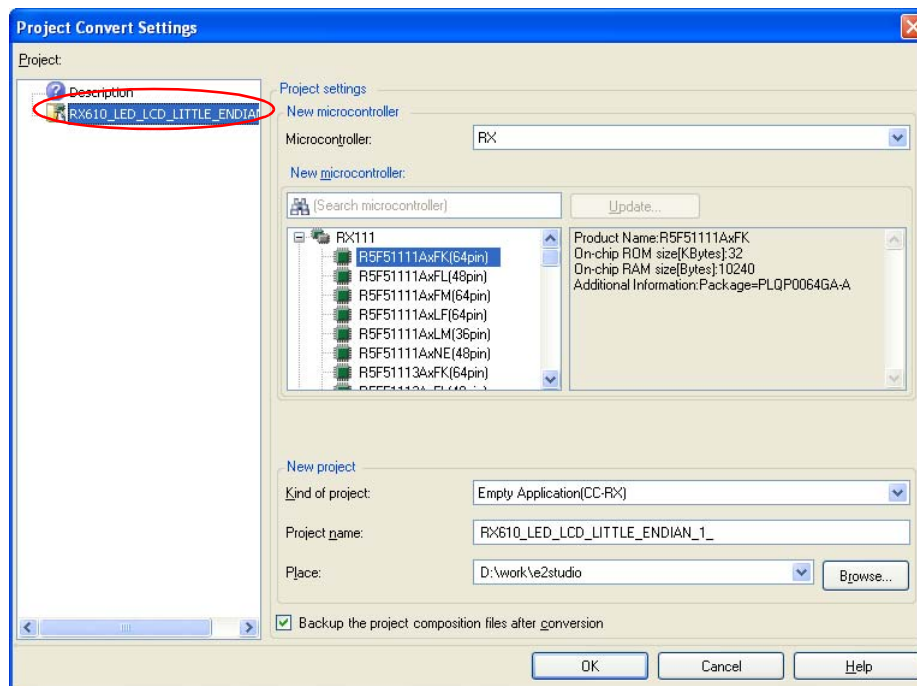 Project Convert Settings
Project:
Description
RX610_LED_LCD_LITTLE_ENDIA
Project settings
New microcontroller
Microcontroller:
RX
New microcontroller:
(Search microcontroller)
Update...
RX111
R5F51111AxFK(64pin)
R5F51111AxFL(48pin)
R5F51111AxFM(64pin)
R5F51111AxLF(64pin)
R5F51111AxLM(36pin)
R5F51111AxNE(48pin)
R5F51113AxFK(64pin)
Product Name:R5F51111AxFK
On-chip ROM size[KBytes]:32
On-chip RAM size[Bytes]:10240
Additional Information:Package=PLQP0064GA-A
New project
Kind of project:
Empty Application(CC-RX)
Project name:
RX610_LED_LCD_LITTLE_ENDIAN_1_
Place:
D:\work\e2studio
Browse...
Backup the project composition files after conversion
OK
Cancel
Help